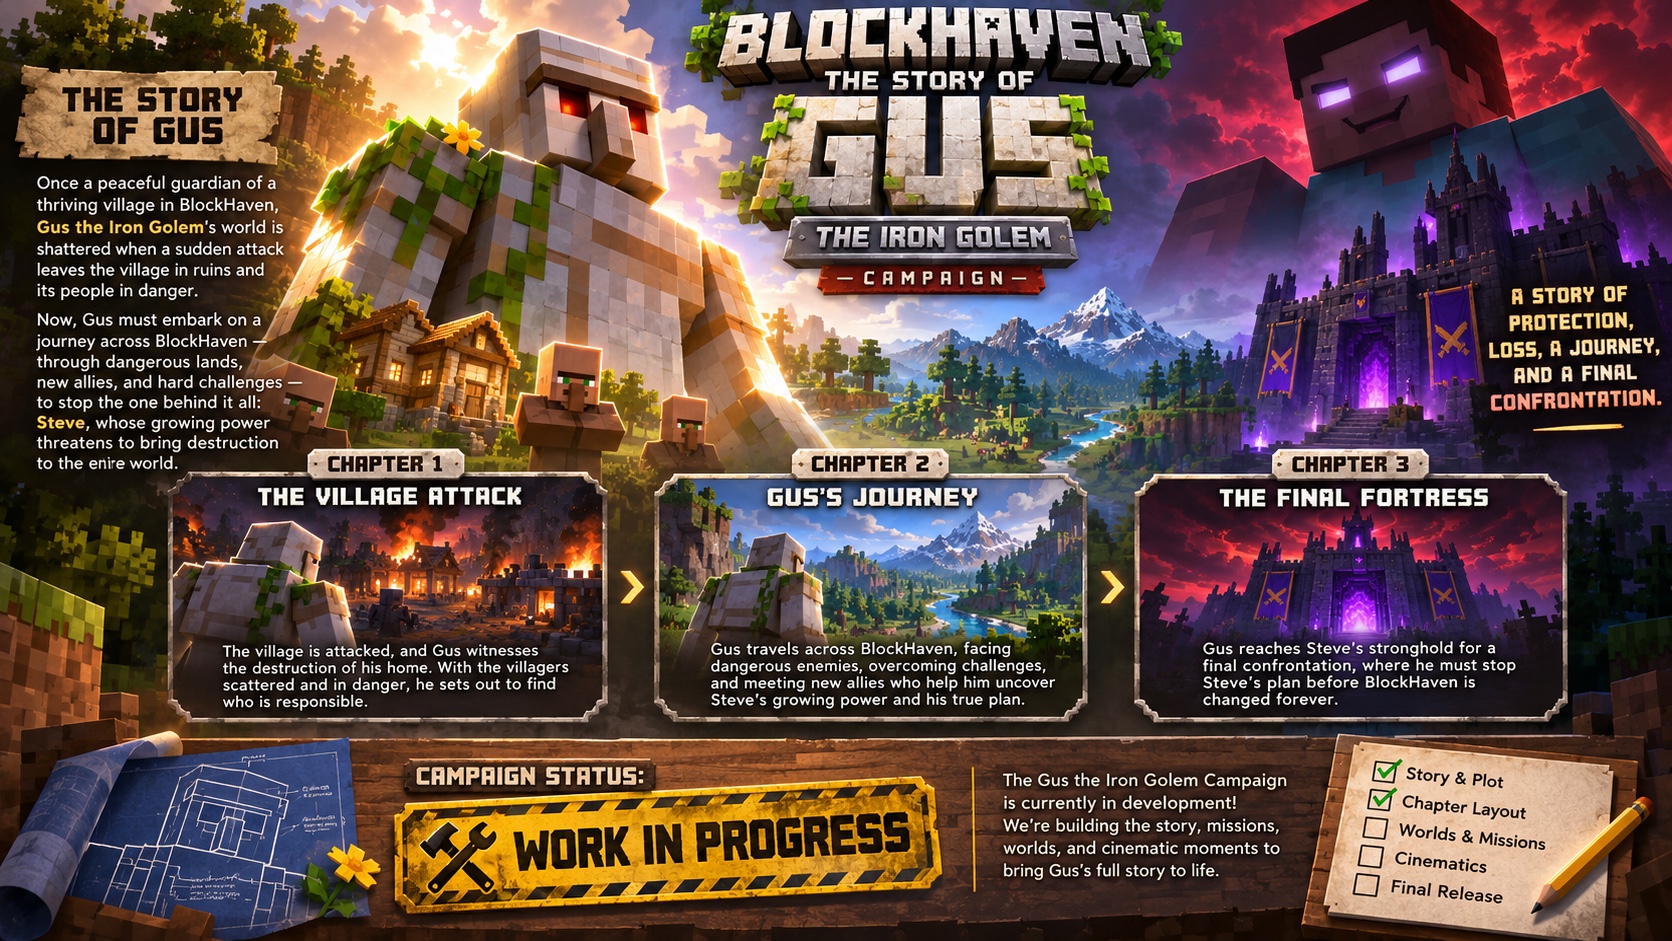 BLOCKHAVEN
THE STORY OF
GUS
THE IRON GOLEM
— CAMPAIGN —
THE STORY
OF GUS
Once a peaceful guardian of a
thriving village in BlockHaven,
Gus the Iron Golem's world is
shattered when a sudden attack
leaves the village in ruins and
its people in danger.
Now, Gus must embark on a
journey across BlockHaven —
through dangerous lands,
new allies, and hard challenges —
to stop the one behind it all:
Steve, whose growing power
threatens to bring destruction
to the enire world.
A STORY OF
PROTECTION,
LOSS, A JOURNEY,
AND A FINAL
CONFRONTATION.
CHAPTER 1
THE VILLAGE ATTACK
The village is attacked, and Gus witnesses
the destruction of his home. With the villagers
scattered and in danger, he sets out to find
who is responsible.
CHAPTER 2
GUS'S JOURNEY
Gus travels across BlockHaven, facing
dangerous enemies, overcoming challenges,
and meeting new allies who help him uncover
Steve's growing power and his true plan.
CHAPTER 3
THE FINAL FORTRESS
Gus reaches Steve's stronghold for a
final confrontation, where he must stop
Steve's plan before BlockHaven is
changed forever.
CAMPAIGN STATUS:
WORK IN PROGRESS
The Gus the Iron Golem Campaign
is currently in development!
We're building the story, missions,
worlds, and cinematic moments to
bring Gus's full story to life.
Story & Plot
Chapter Layout
Worlds & Missions
Cinematics
Final Release